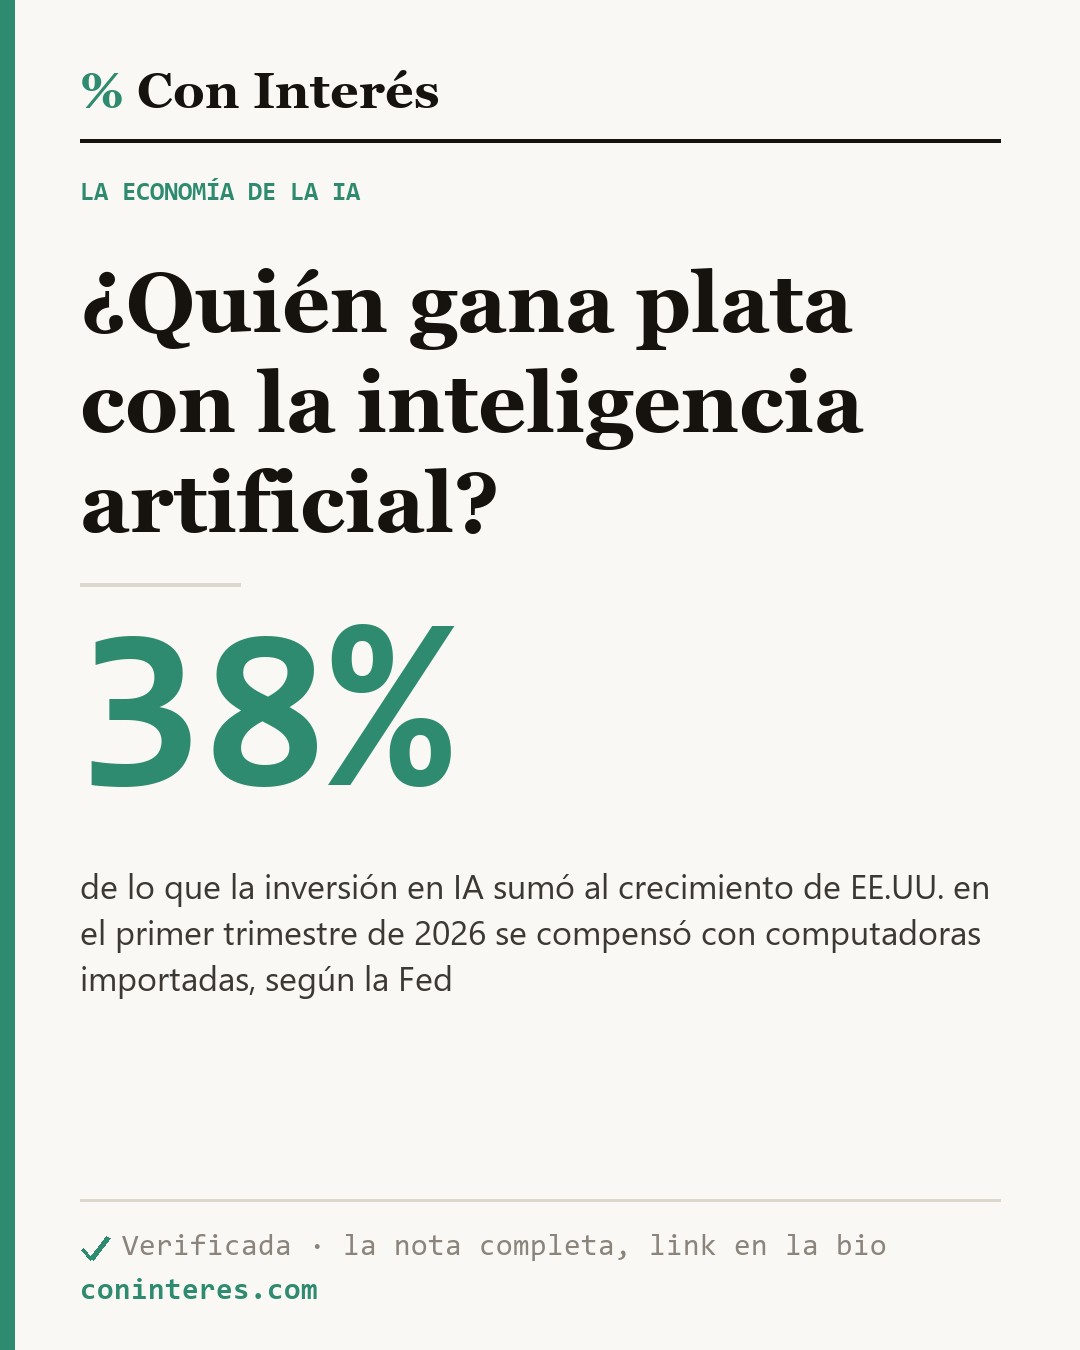 % Con Interés
LA ECONOMÍA DE LA IA
¿Quién gana plata
con la inteligencia
artificial?
38%
de lo que la inversión en IA sumó al crecimiento de EE.UU. en
el primer trimestre de 2026 se compensó con computadoras
importadas, según la Fed
✓ Verificada · la nota completa, link en la bio
coninteres.com